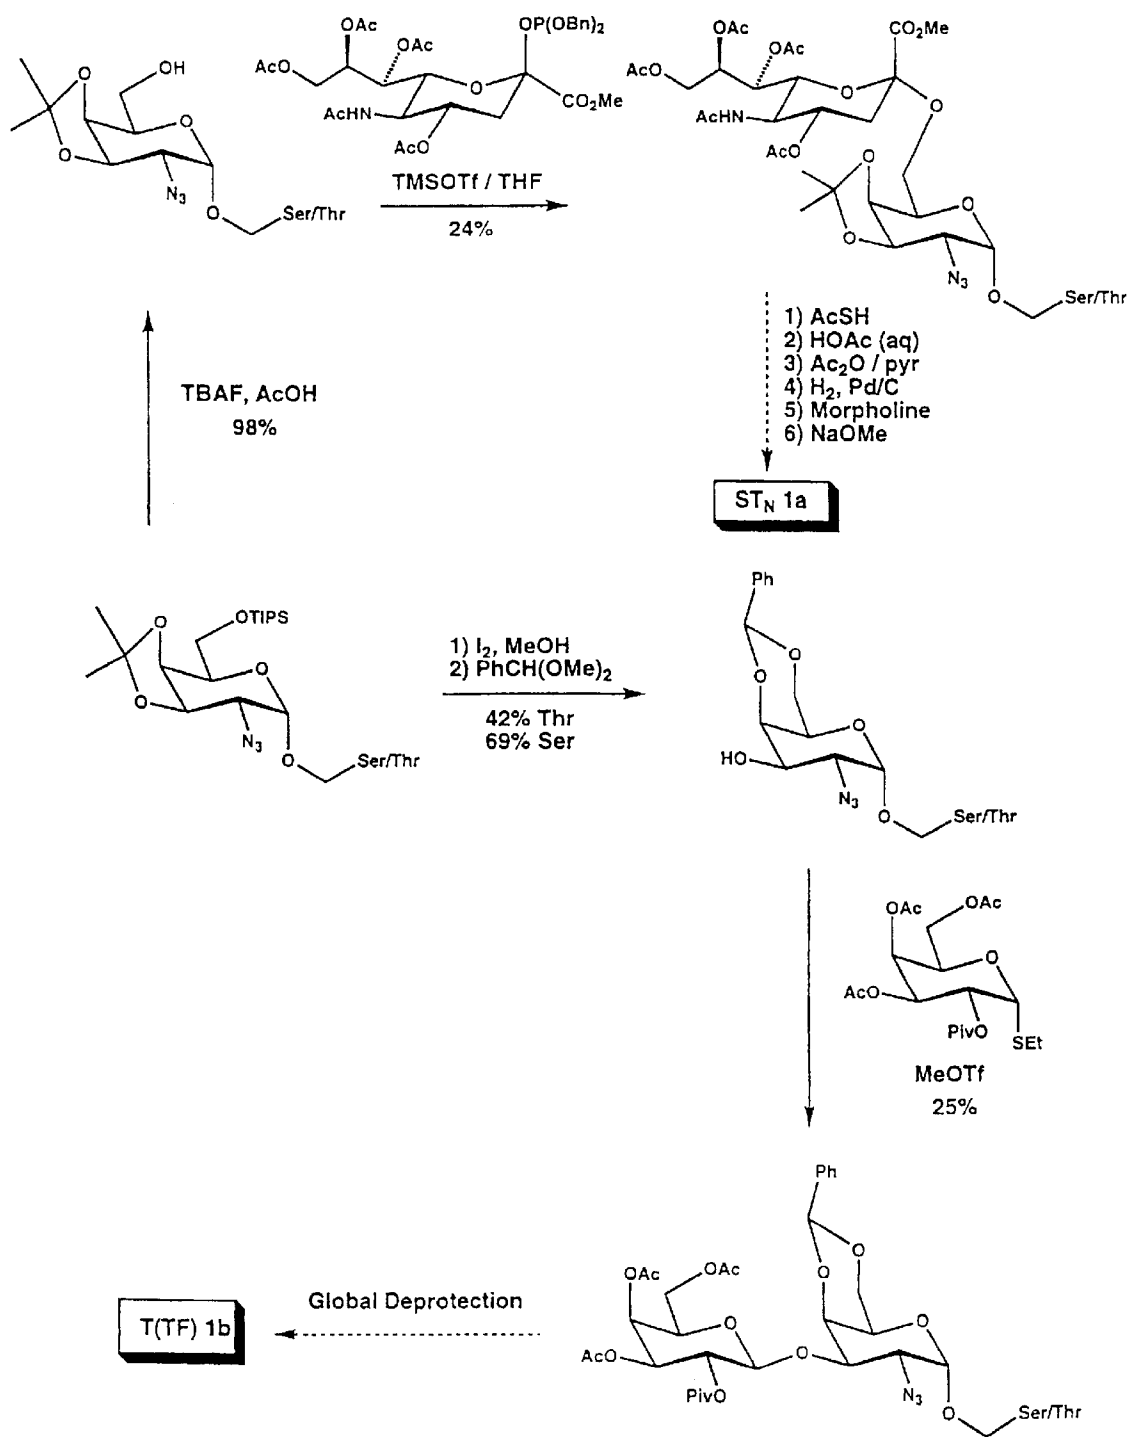 OAc
OP(OBn)2
OAc
AcO
O
CO2Me
AcHN
AcO
TMSOTf / THF
24%
O
OH
O
O
N3
O
Ser/Thr
OAc
CO2Me
OAc
AcO
O
O
AcHN
AcO
O
O
O
N3
O
Ser/Thr
TBAF, AcOH
98%
1) AcSH
2) HOAc (aq)
3) Ac2O / pyr
4) H2, Pd/C
5) Morpholine
6) NaOMe
STN 1a
O
OTIPS
O
O
N3
O
Ser/Thr
1) I2, MeOH
2) PhCH(OMe)2
42% Thr
69% Ser
Ph
O
O
O
HO
N3
O
Ser/Thr
OAc
OAc
O
AcO
PivO
SEt
MeOTf
25%
Ph
O
O
OAc
OAc
O
O
AcO
O
PivO
N3
O
Ser/Thr
Global Deprotection
T(TF) 1b